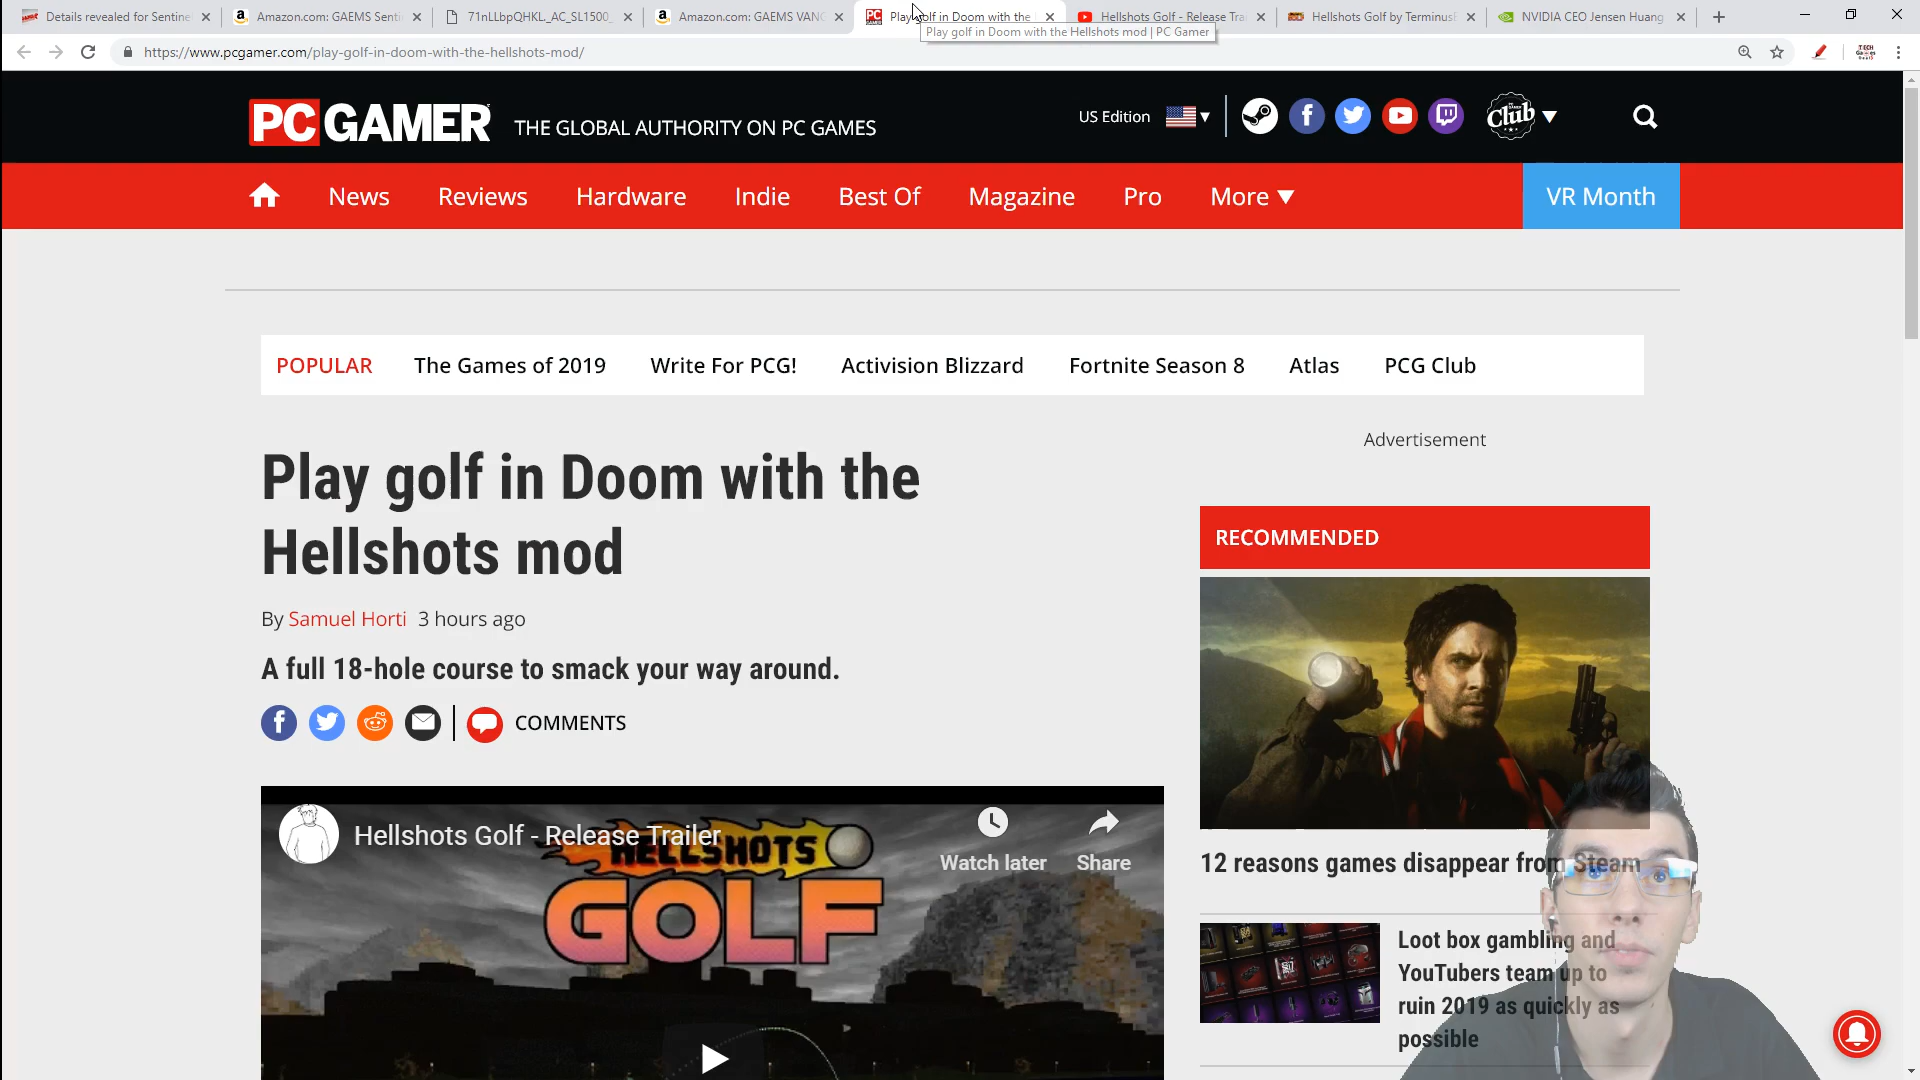 Details revealed for Sentine
Amazon.com: GAEMS Senti
71nLLbpQHKL._AC_SL1500_
Amazon.com: GAEMS VANG
Play golf in Doom with the
Hellshots Golf - Release Trai
Hellshots Golf by Terminus
NVIDIA CEO Jensen Huang
Play golf in Doom with the Hellshots mod | PC Gamer
https://www.pcgamer.com/play-golf-in-doom-with-the-hellshots-mod/
TECH
PC GAMER
THE GLOBAL AUTHORITY ON PC GAMES
US Edition
PC GAMER
Club
News Reviews Hardware Indie Best Of Magazine Pro More VR Month
POPULAR The Games of 2019 Write For PCG! Activision Blizzard Fortnite Season 8 Atlas PCG Club
Play golf in Doom with the
Hellshots mod
By Samuel Horti 3 hours ago
A full 18-hole course to smack your way around.
COMMENTS
Hellshots Golf - Release Trailer
Watch later Share
HELLSHOTS
GOLF
Advertisement
RECOMMENDED
12 reasons games disappear from Steam
Loot box gambling and
YouTubers team up to
ruin 2019 as quickly as
possible